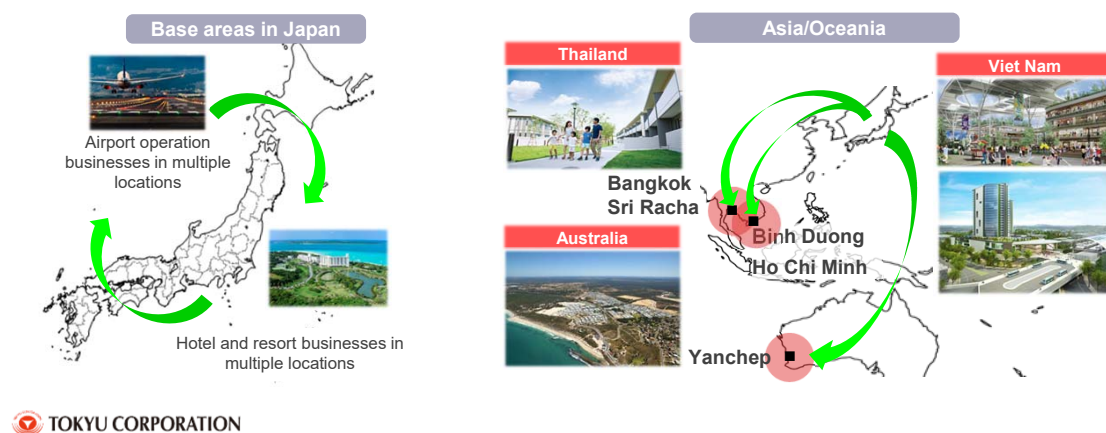 Base areas in Japan
Airport operation
businesses in multiple
locations
Hotel and resort businesses in
multiple locations
Asia/Oceania
Thailand
Viet Nam
Bangkok
Sri Racha
Binh Duong
Ho Chi Minh
Australia
Yanchep
TOKYU CORPORATION